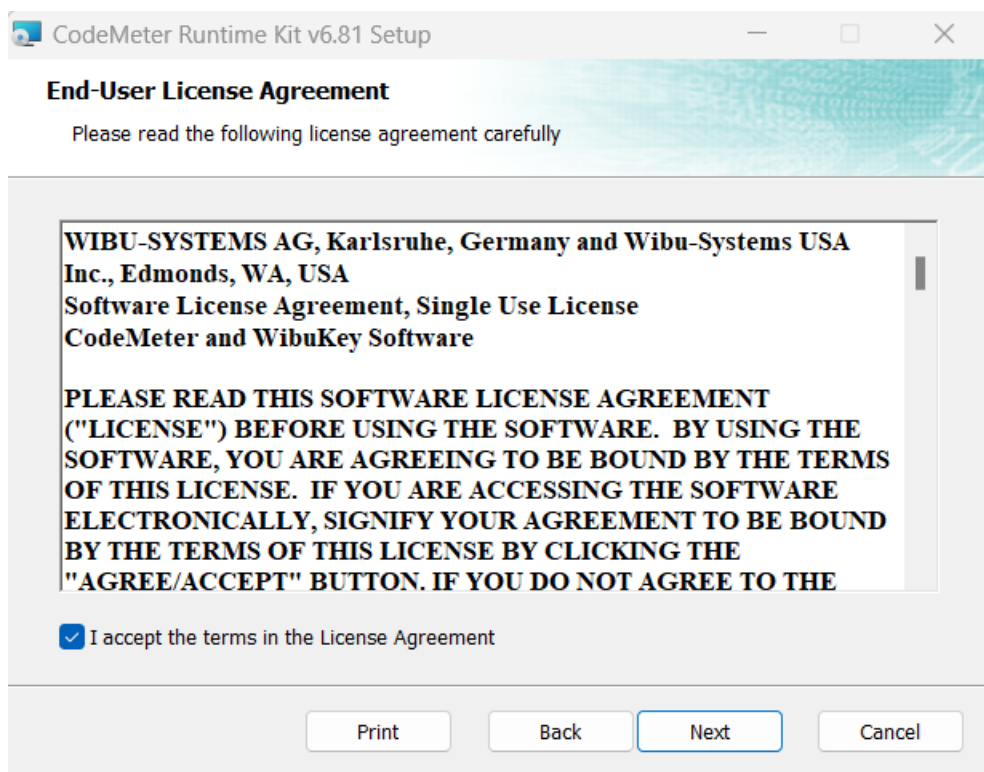 CodeMeter Runtime Kit v6.81 Setup
End-User License Agreement
Please read the following license agreement carefully
WIBU-SYSTEMS AG, Karlsruhe, Germany and Wibu-Systems USA
Inc., Edmonds, WA, USA
Software License Agreement, Single Use License
CodeMeter and WibuKey Software
PLEASE READ THIS SOFTWARE LICENSE AGREEMENT
("LICENSE") BEFORE USING THE SOFTWARE.  BY USING THE
SOFTWARE, YOU ARE AGREEING TO BE BOUND BY THE TERMS
OF THIS LICENSE.  IF YOU ARE ACCESSING THE SOFTWARE
ELECTRONICALLY, SIGNIFY YOUR AGREEMENT TO BE BOUND
BY THE TERMS OF THIS LICENSE BY CLICKING THE
"AGREE/ACCEPT" BUTTON. IF YOU DO NOT AGREE TO THE
I accept the terms in the License Agreement
Print Back Next Cancel